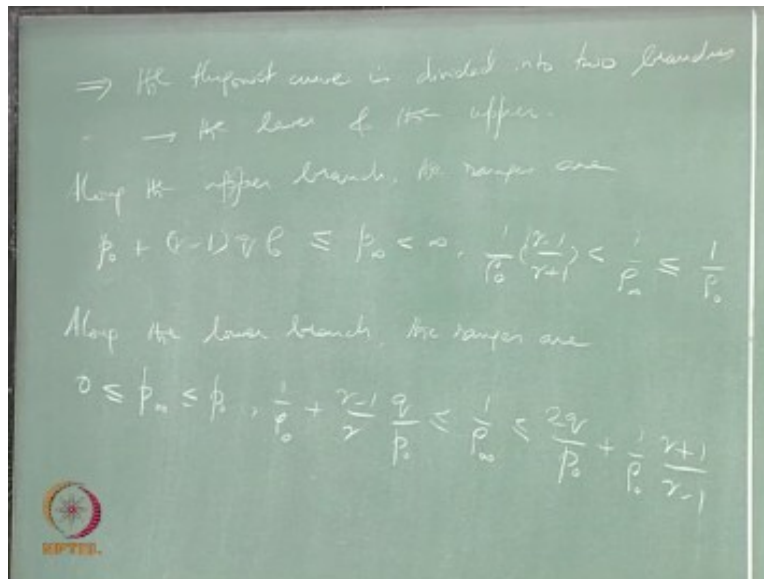 ⇒ the Hugoniot curve is divided into two branches
→ the lower & the upper.
Along the upper branch, the ranges are
p₀ + (γ-1) q ρ ≤ p∞ < ∞, 1/ρ₀ (γ-1/γ+1) < 1/ρ∞ ≤ 1/ρ₀
Along the lower branch, the ranges are
0 ≤ p∞ ≤ p₀, 1/ρ₀ + γ-1/γ q/p₀ ≤ 1/ρ∞ ≤ 2q/p₀ + 1/ρ₀ γ+1/γ-1
NPTEL